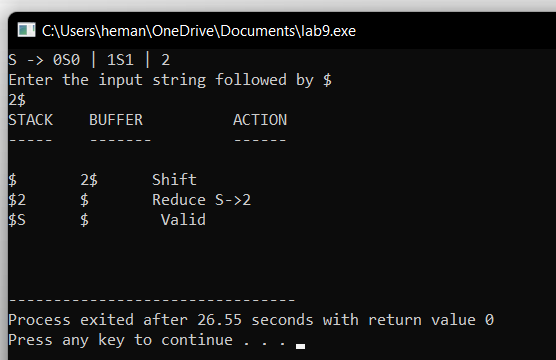 C:\Users\heman\OneDrive\Documents\lab9.exe
S -> 0S0 | 1S1 | 2
Enter the input string followed by $
2$
STACK    BUFFER          ACTION
-----    -------         ------
$       2$      Shift
$2      $       Reduce S->2
$S      $        Valid
--------------------------------
Process exited after 26.55 seconds with return value 0
Press any key to continue . . .